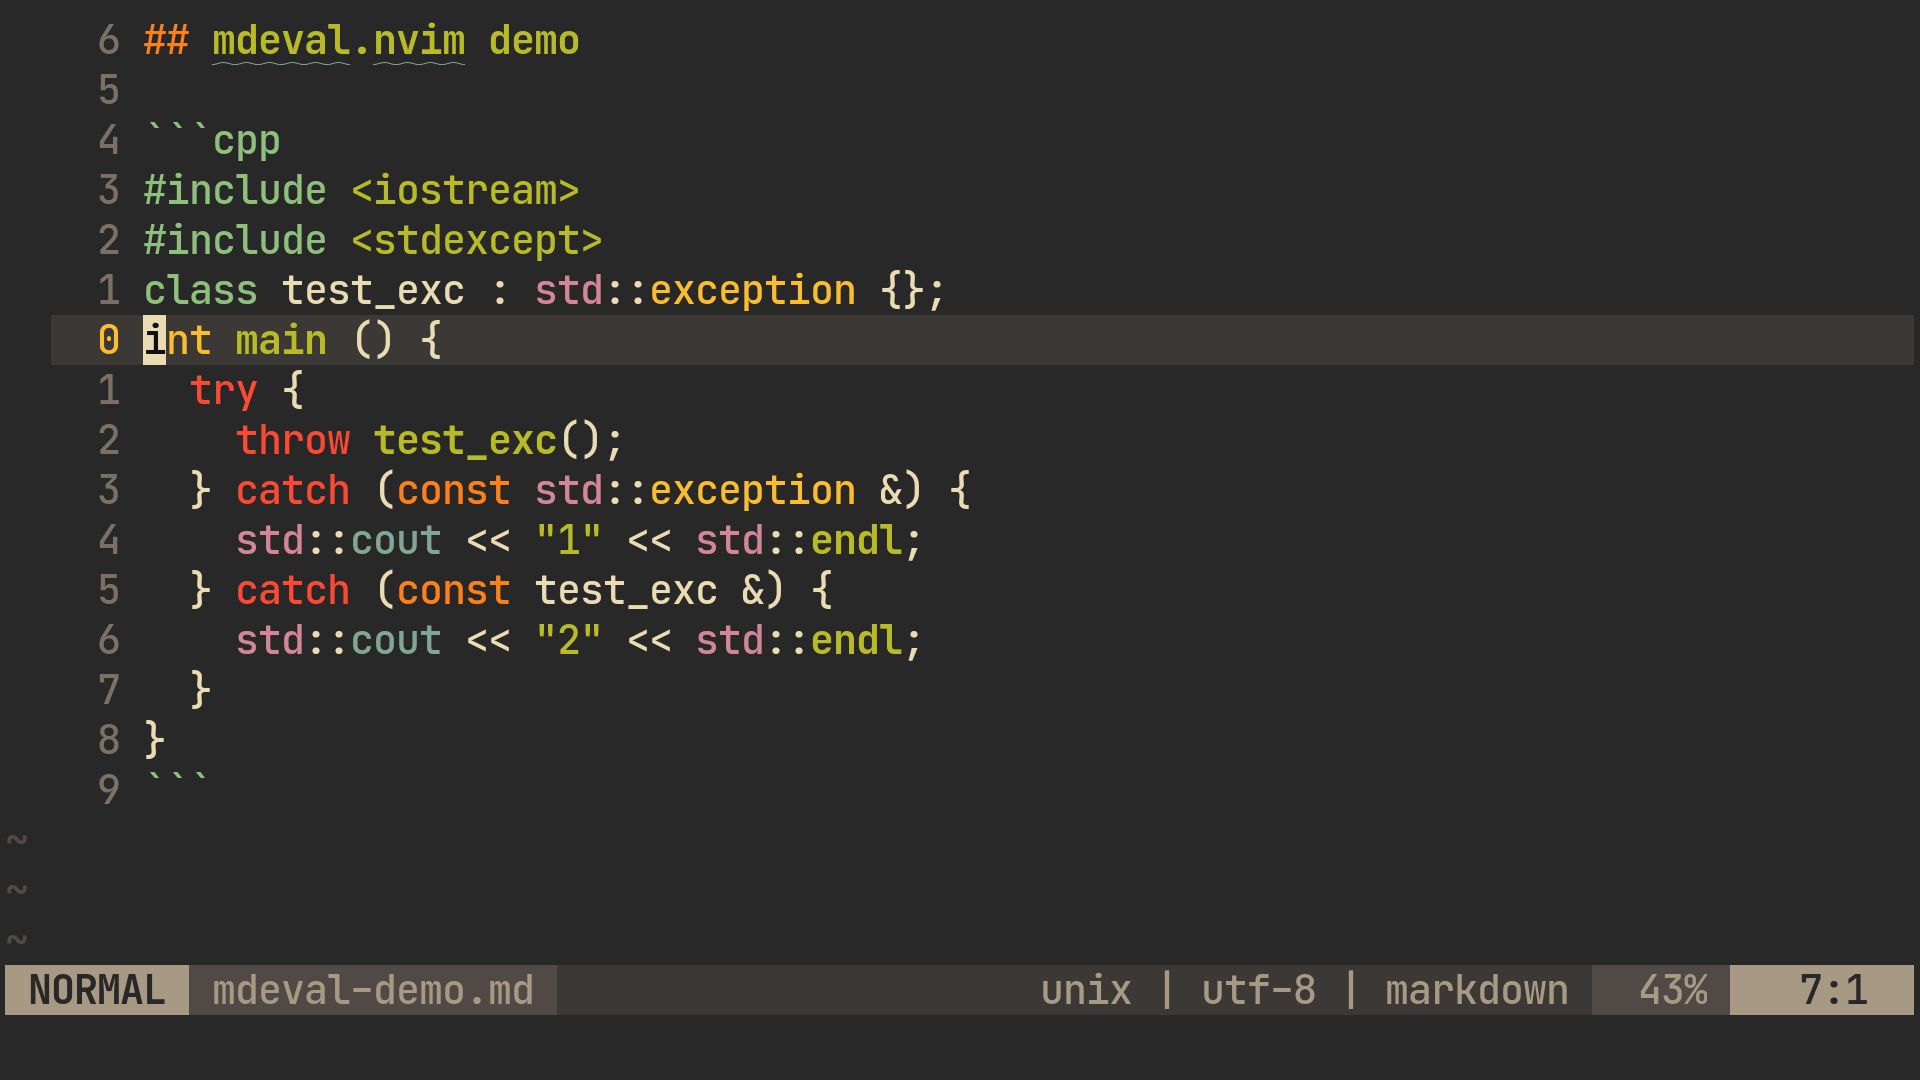 6 ## mdeval.nvim demo
5
4 ```cpp
3 #include <iostream>
2 #include <stdexcept>
1 class test_exc : std::exception {};
0 int main () {
1   try {
2     throw test_exc();
3   } catch (const std::exception &) {
4     std::cout << "1" << std::endl;
5   } catch (const test_exc &) {
6     std::cout << "2" << std::endl;
7   }
8 }
9 ```
~
~
~
NORMAL mdeval-demo.md unix | utf-8 | markdown 43% 7:1